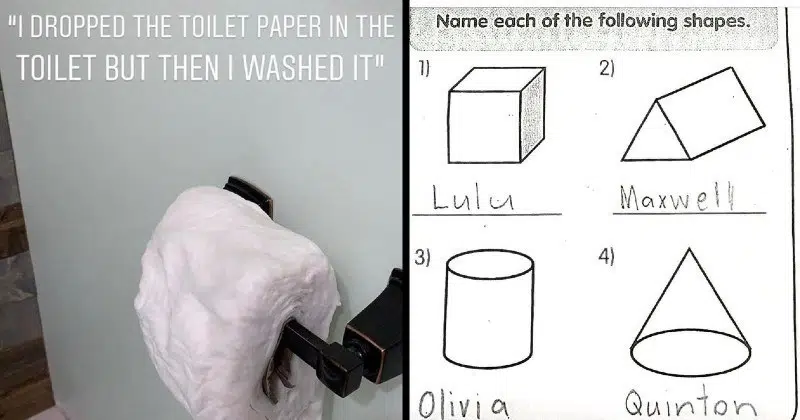 "I DROPPED THE TOILET PAPER IN THE
TOILET BUT THEN I WASHED IT"
Name each of the following shapes.
1)
2)
Lulu
Maxwell
3)
4)
Olivia
Quinton